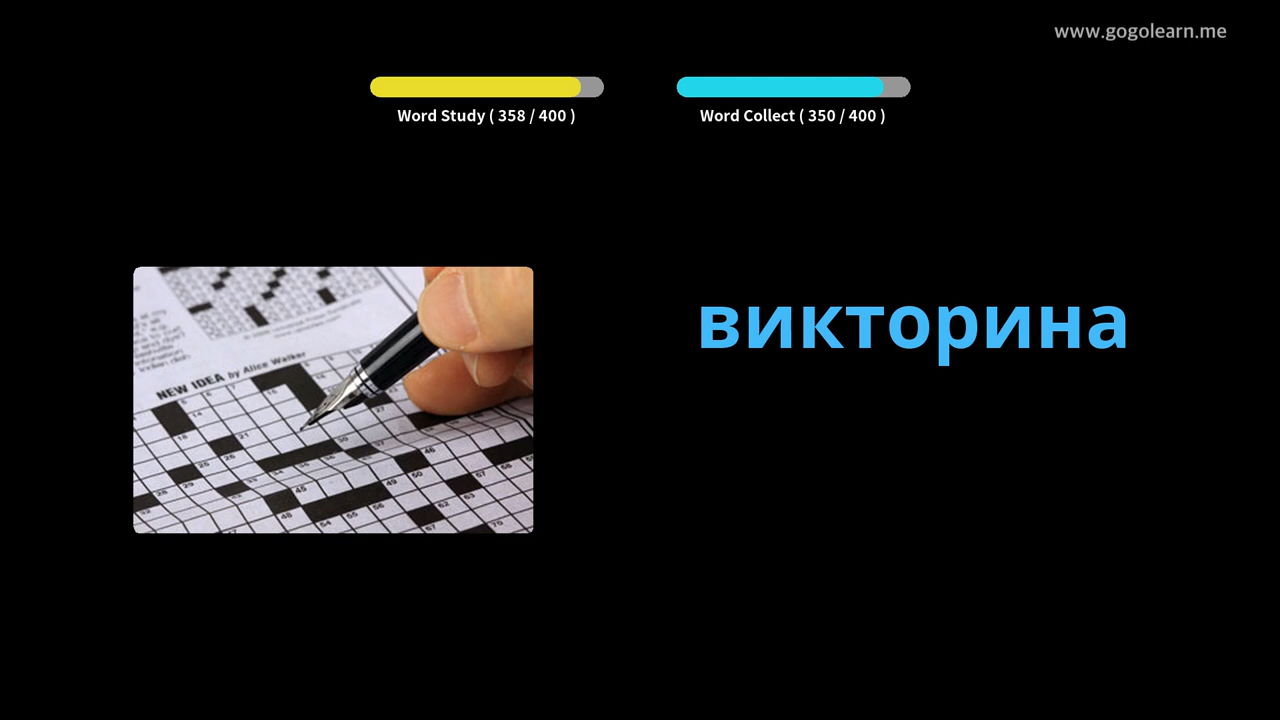 www.gogolearn.me
Word Study ( 358 / 400 )
Word Collect ( 350 / 400 )
викторина
NEW IDEA by Alice Walker